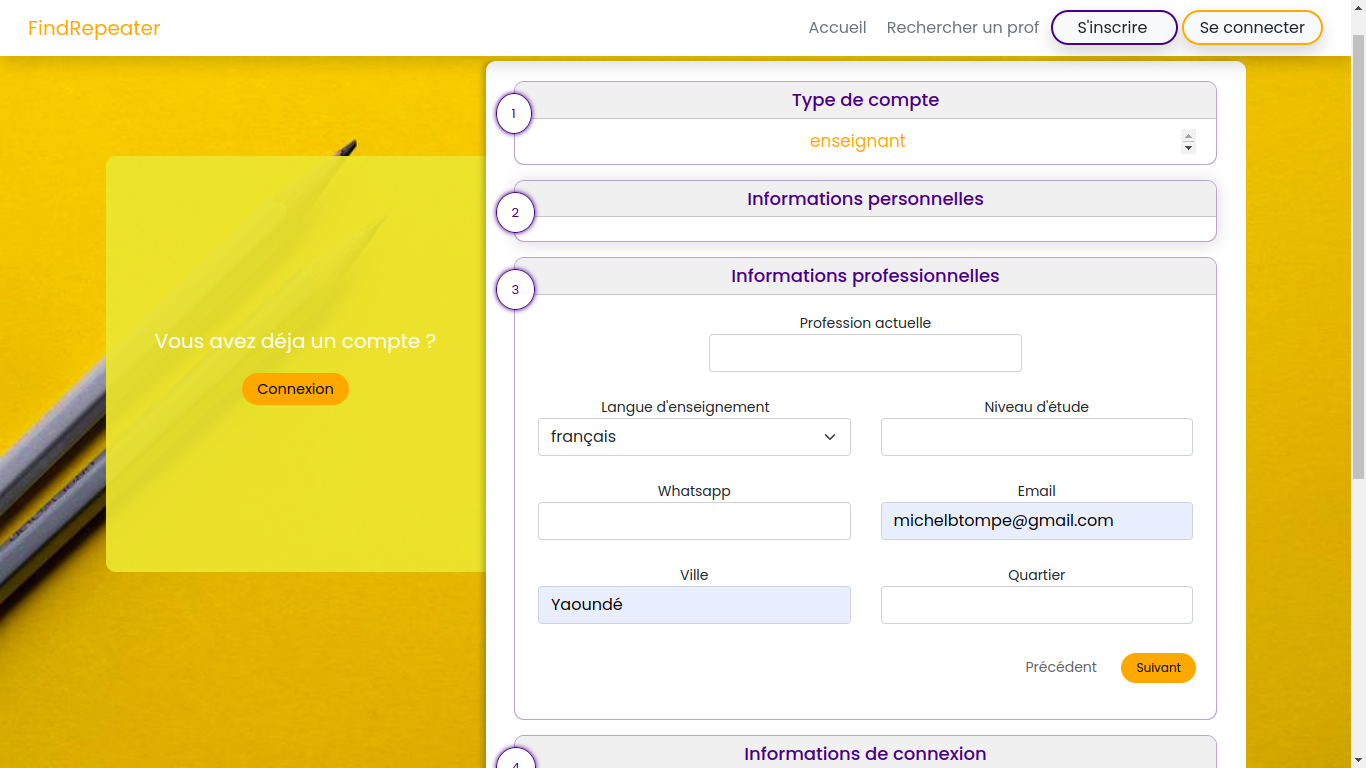 FindRepeater
Accueil
Rechercher un prof
S'inscrire
Se connecter
1
Type de compte
enseignant
2
Informations personnelles
Vous avez déja un compte ?
Connexion
3
Informations professionnelles
Profession actuelle
Langue d'enseignement
Niveau d'étude
français
Whatsapp
Email
michelbtompe@gmail.com
Ville
Quartier
Yaoundé
Précédent
Suivant
4
Informations de connexion